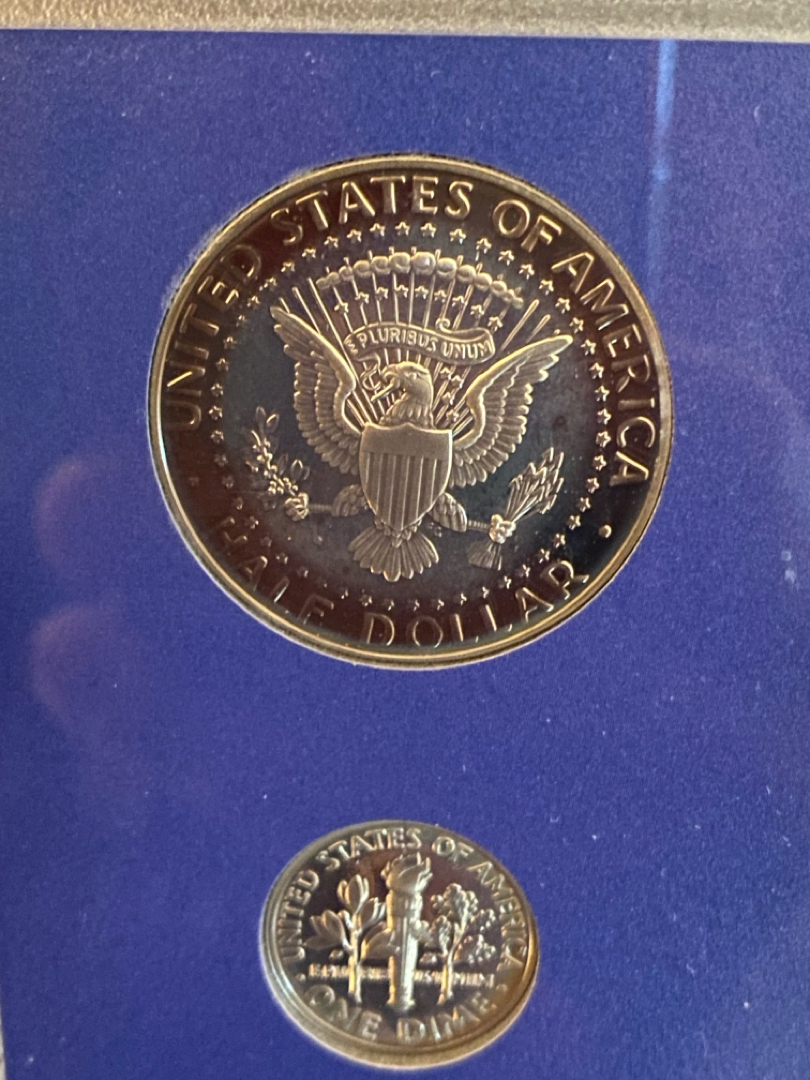 UNITED STATES OF AMERICA
E PLURIBUS UNUM
HALF DOLLAR
UNITED STATES OF AMERICA
ONE DIME